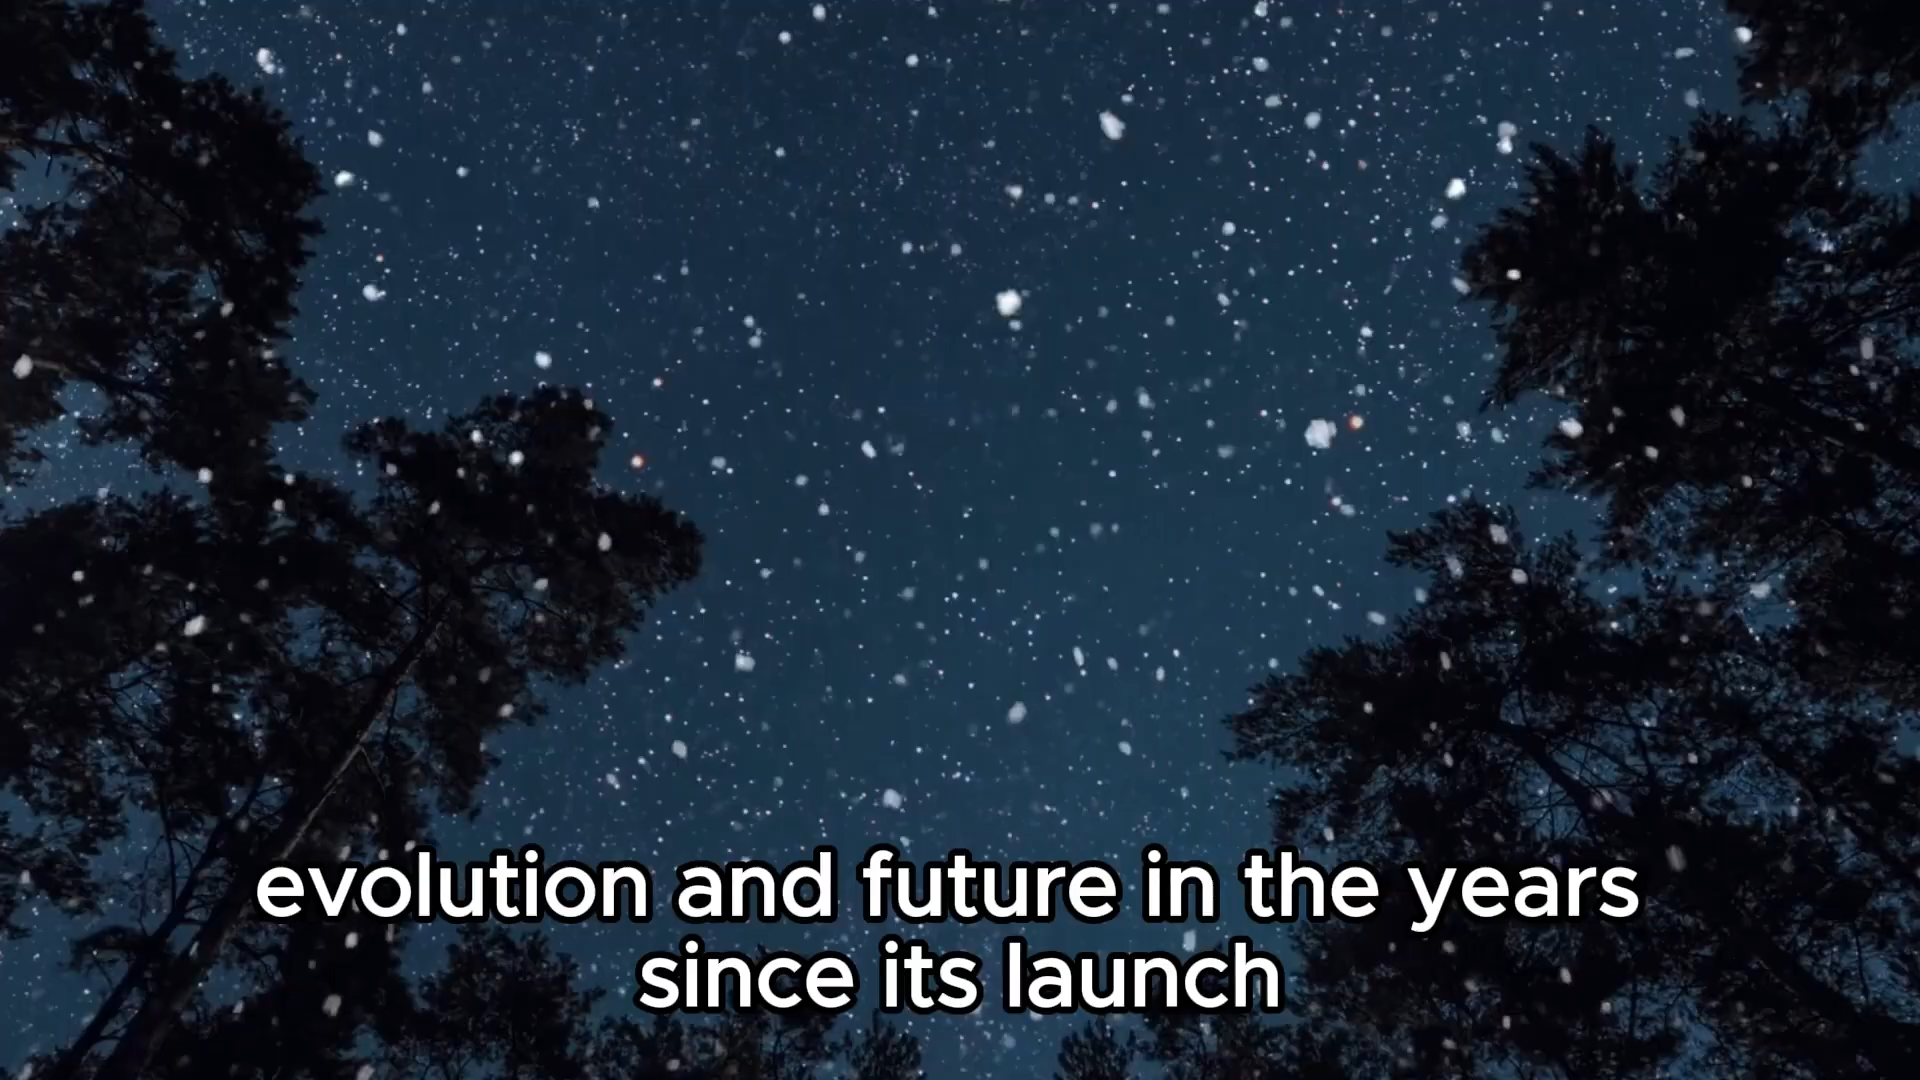 evolution and future in the years
since its launch